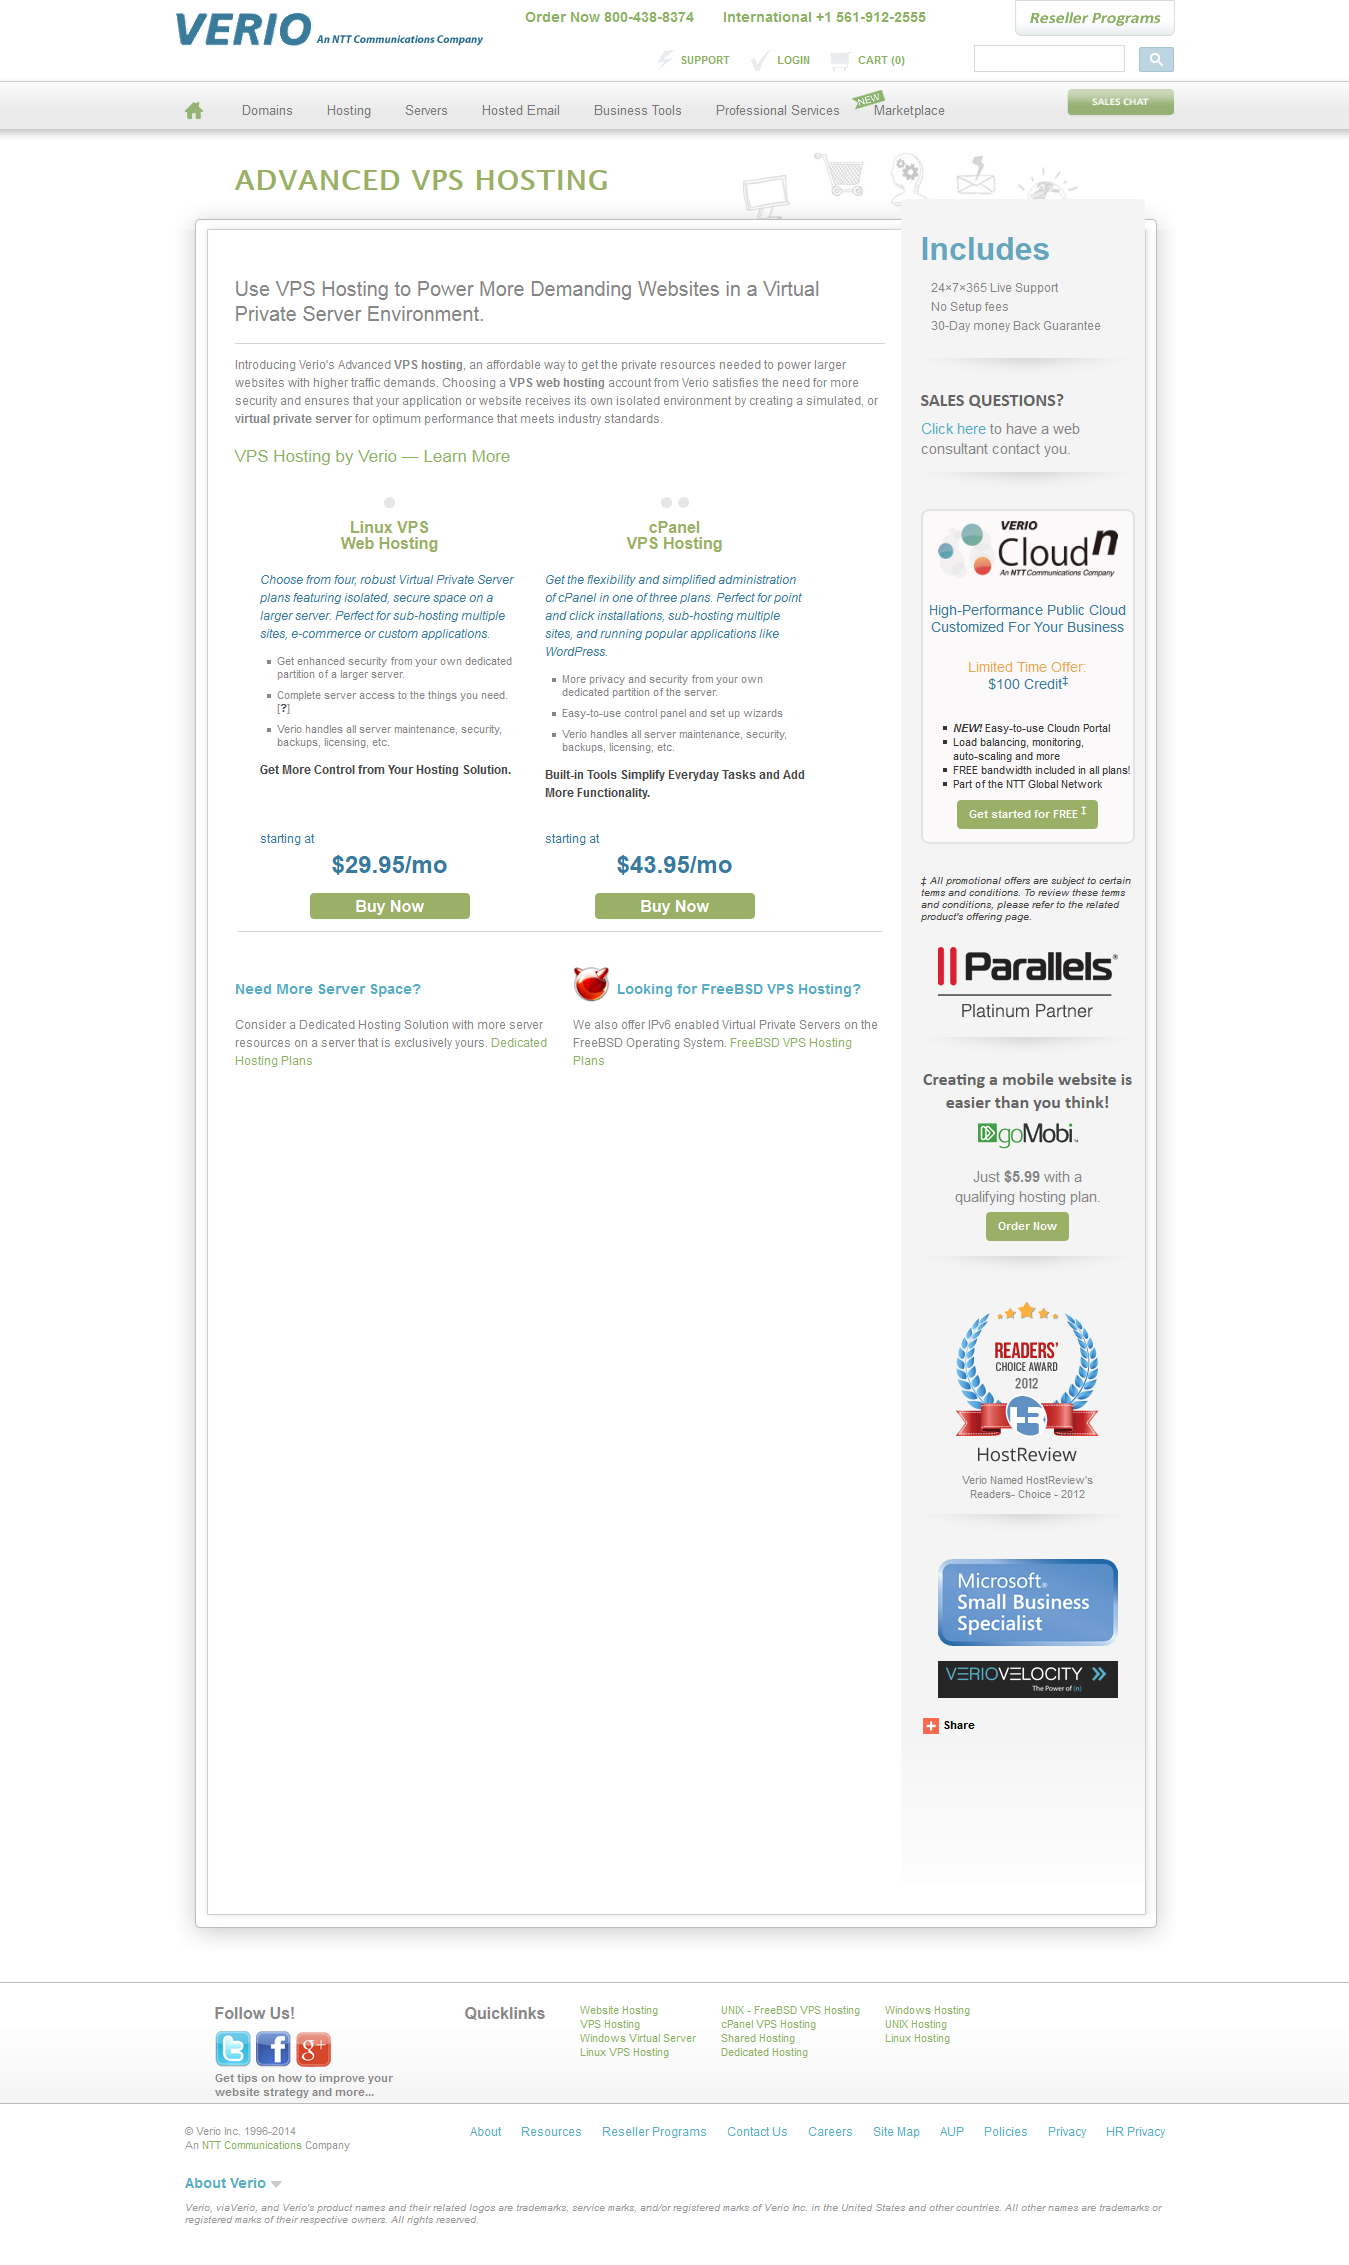 VERIO An NTT Communications Company
Order Now 800-438-8374 International +1 561-912-2555
Reseller Programs
SUPPORT LOGIN CART (0)
Domains Hosting Servers Hosted Email Business Tools Professional Services NEW Marketplace
SALES CHAT
ADVANCED VPS HOSTING
Use VPS Hosting to Power More Demanding Websites in a Virtual
Private Server Environment.
Introducing Verio's Advanced VPS hosting, an affordable way to get the private resources needed to power larger
websites with higher traffic demands. Choosing a VPS web hosting account from Verio satisfies the need for more
security and ensures that your application or website receives its own isolated environment by creating a simulated, or
virtual private server for optimum performance that meets industry standards.
VPS Hosting by Verio — Learn More
Linux VPS
Web Hosting
Choose from four, robust Virtual Private Server
plans featuring isolated, secure space on a
larger server. Perfect for sub-hosting multiple
sites, e-commerce or custom applications.
Get enhanced security from your own dedicated
partition of a larger server.
Complete server access to the things you need.
[?]
Verio handles all server maintenance, security,
backups, licensing, etc.
Get More Control from Your Hosting Solution.
starting at
$29.95/mo
Buy Now
cPanel
VPS Hosting
Get the flexibility and simplified administration
of cPanel in one of three plans. Perfect for point
and click installations, sub-hosting multiple
sites, and running popular applications like
WordPress.
More privacy and security from your own
dedicated partition of the server.
Easy-to-use control panel and set up wizards
Verio handles all server maintenance, security,
backups, licensing, etc.
Built-in Tools Simplify Everyday Tasks and Add
More Functionality.
starting at
$43.95/mo
Buy Now
Need More Server Space?
Consider a Dedicated Hosting Solution with more server
resources on a server that is exclusively yours. Dedicated
Hosting Plans
Looking for FreeBSD VPS Hosting?
We also offer IPv6 enabled Virtual Private Servers on the
FreeBSD Operating System. FreeBSD VPS Hosting
Plans
Includes
24×7×365 Live Support
No Setup fees
30-Day money Back Guarantee
SALES QUESTIONS?
Click here to have a web
consultant contact you.
VERIO
Cloudn
An NTT Communications Company
High-Performance Public Cloud
Customized For Your Business
Limited Time Offer:
$100 Credit‡
NEW! Easy-to-use Cloudn Portal
Load balancing, monitoring,
auto-scaling and more
FREE bandwidth included in all plans!
Part of the NTT Global Network
Get started for FREE ‡
‡ All promotional offers are subject to certain
terms and conditions. To review these terms
and conditions, please refer to the related
product's offering page.
Parallels®
Platinum Partner
Creating a mobile website is
easier than you think!
goMobi™
Just $5.99 with a
qualifying hosting plan.
Order Now
READERS'
CHOICE AWARD
2012
HostReview
Verio Named HostReview's
Readers- Choice - 2012
Microsoft®
Small Business
Specialist
VERIOVELOCITY »
The Power of (n)
Share
Follow Us!
Get tips on how to improve your
website strategy and more...
Quicklinks
Website Hosting
VPS Hosting
Windows Virtual Server
Linux VPS Hosting
UNIX - FreeBSD VPS Hosting
cPanel VPS Hosting
Shared Hosting
Dedicated Hosting
Windows Hosting
UNIX Hosting
Linux Hosting
© Verio Inc. 1996-2014
An NTT Communications Company
About Resources Reseller Programs Contact Us Careers Site Map AUP Policies Privacy HR Privacy
About Verio
Verio, viaVerio, and Verio's product names and their related logos are trademarks, service marks, and/or registered marks of Verio Inc. in the United States and other countries. All other names are trademarks or
registered marks of their respective owners. All rights reserved.